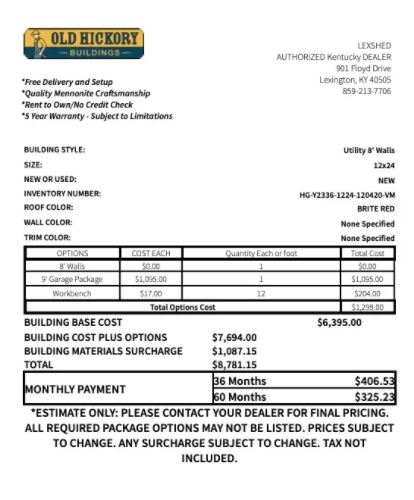 OLD HICKORY
BUILDINGS
LEXSHED
AUTHORIZED Kentucky DEALER
901 Floyd Drive
Lexington, KY 40505
859-213-7706
*Free Delivery and Setup
*Quality Mennonite Craftsmanship
*Rent to Own/No Credit Check
*5 Year Warranty - Subject to Limitations
BUILDING STYLE: Utility 8' Walls
SIZE: 12x24
NEW OR USED: NEW
INVENTORY NUMBER: HG-Y2336-1224-120420-VM
ROOF COLOR: BRITE RED
WALL COLOR: None Specified
TRIM COLOR: None Specified
OPTIONS COST EACH Quantity Each or foot Total Cost
8' Walls $0.00 1 $0.00
9' Garage Package $1,095.00 1 $1,095.00
Workbench $17.00 12 $204.00
Total Options Cost $1,299.00
BUILDING BASE COST $6,395.00
BUILDING COST PLUS OPTIONS $7,694.00
BUILDING MATERIALS SURCHARGE $1,087.15
TOTAL $8,781.15
MONTHLY PAYMENT
36 Months $406.53
60 Months $325.23
*ESTIMATE ONLY: PLEASE CONTACT YOUR DEALER FOR FINAL PRICING.
ALL REQUIRED PACKAGE OPTIONS MAY NOT BE LISTED. PRICES SUBJECT
TO CHANGE. ANY SURCHARGE SUBJECT TO CHANGE. TAX NOT
INCLUDED.